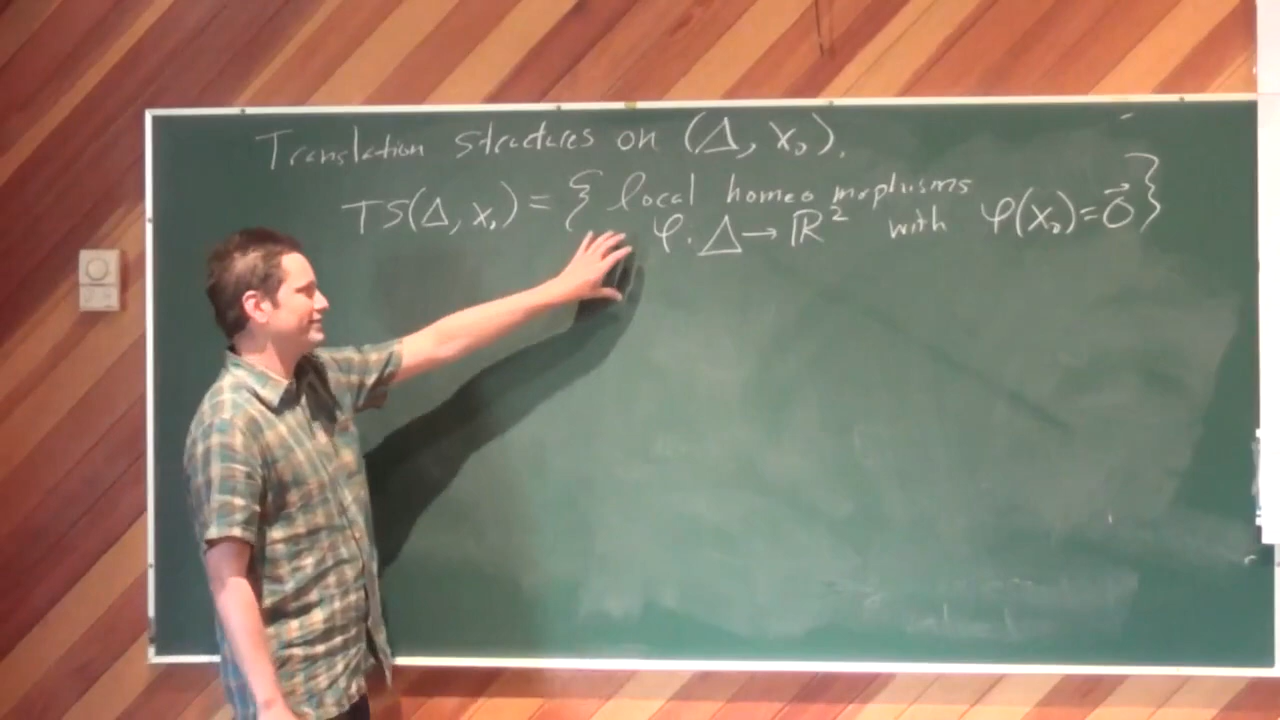 Translation structures on (Δ, x₀).
TS(Δ, x₀) = { local homeomorphisms
φ: Δ → ℝ² with φ(x₀) = 0⃗ }